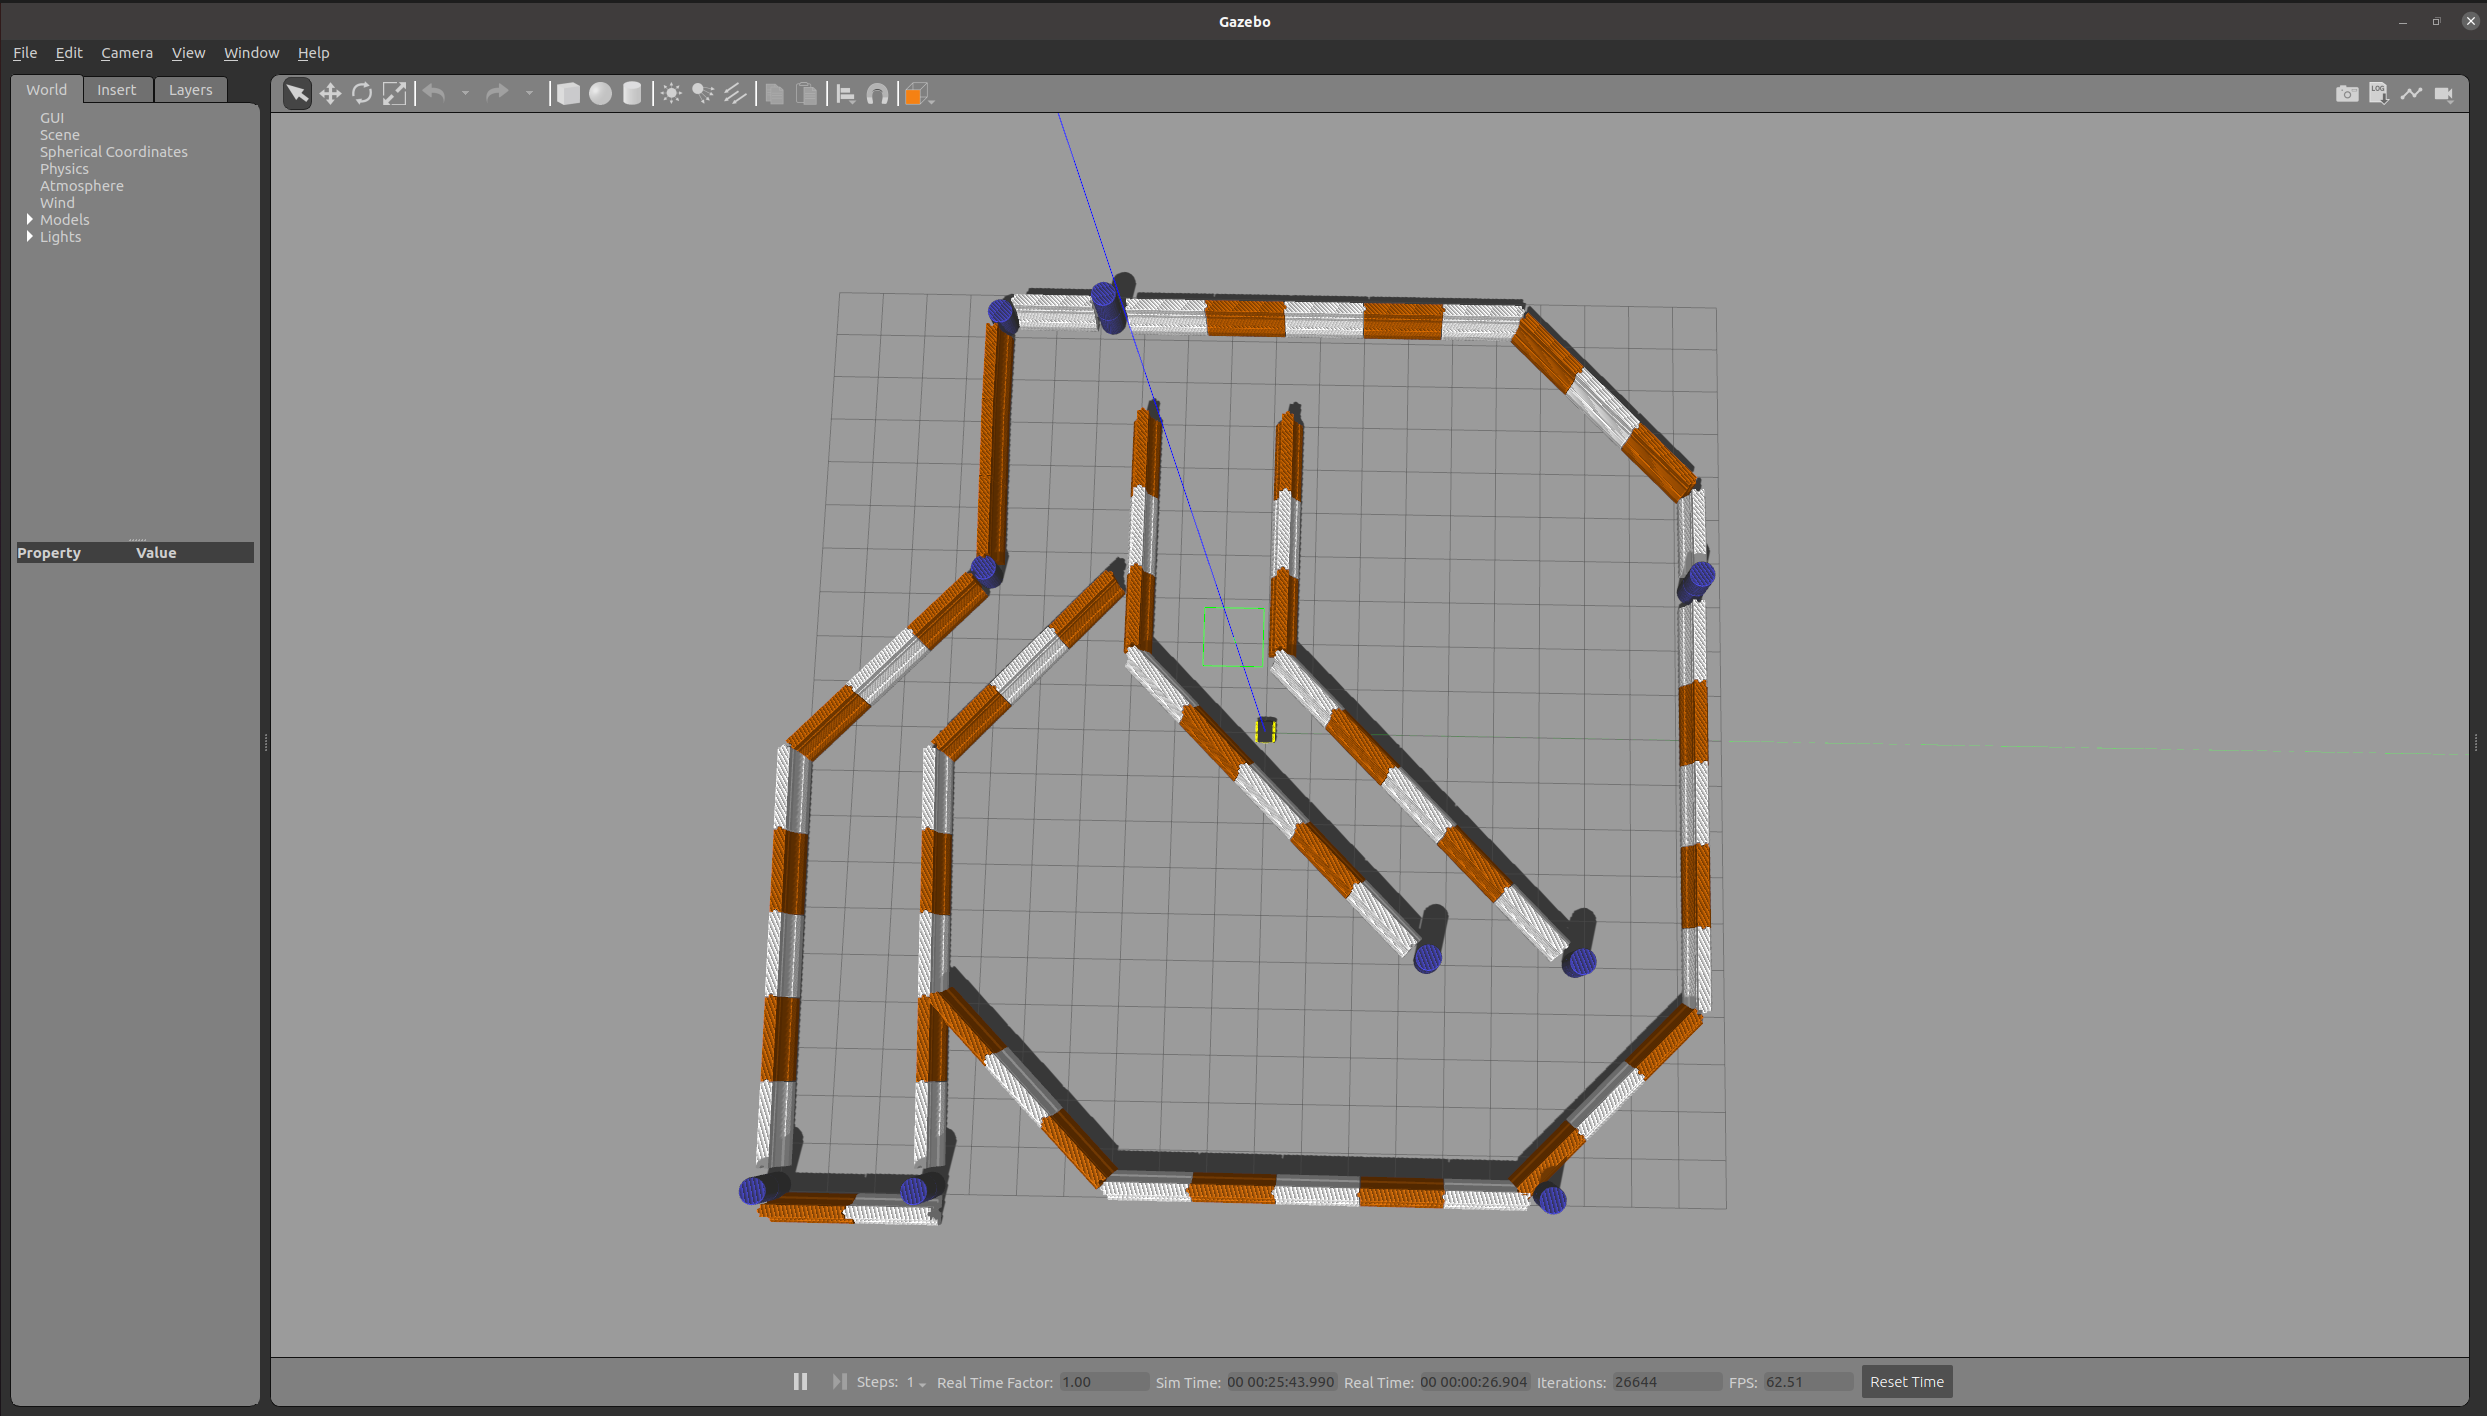 Gazebo
File Edit Camera View Window Help
World Insert Layers
LOG
GUI
Scene
Spherical Coordinates
Physics
Atmosphere
Wind
Models
Lights
Property Value
Steps: 1 Real Time Factor: 1.00 Sim Time: 00 00:25:43.990 Real Time: 00 00:00:26.904 Iterations: 26644 FPS: 62.51 Reset Time